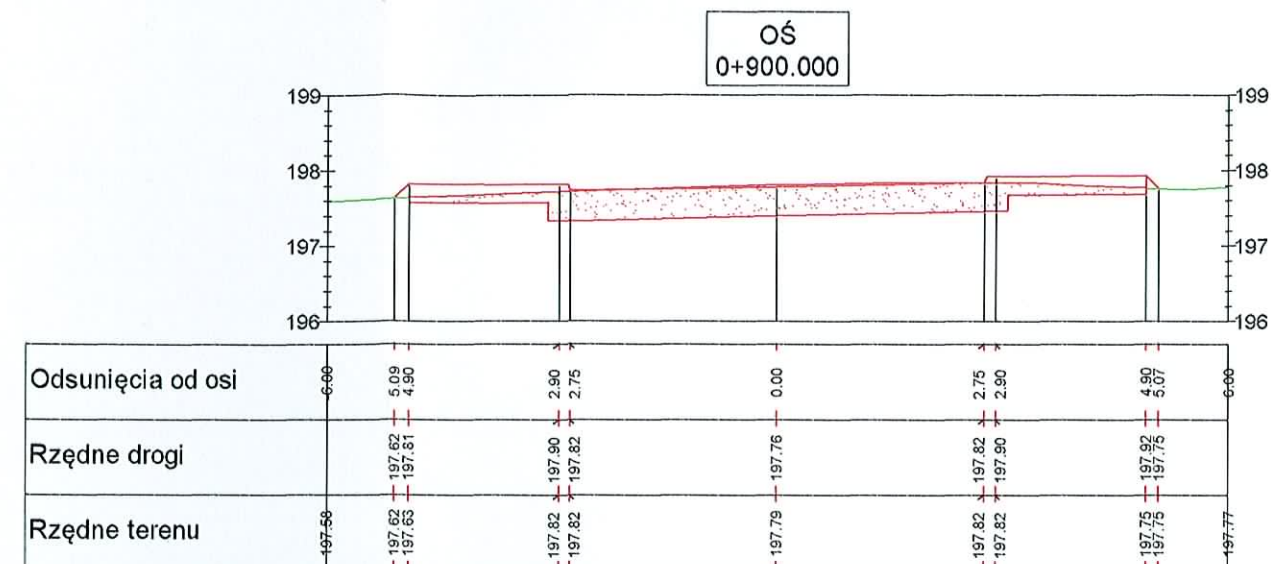 OŚ
0+900.000
199 199
198 198
197 197
196 196
Odsunięcia od osi 6.00 5.09 4.90 2.90 2.75 0.00 2.75 2.90 4.90 5.07 6.00
Rzędne drogi 197.62 197.81 197.90 197.82 197.76 197.82 197.90 197.92 197.75
Rzędne terenu 197.58 197.62 197.63 197.82 197.82 197.79 197.82 197.82 197.75 197.75 197.77